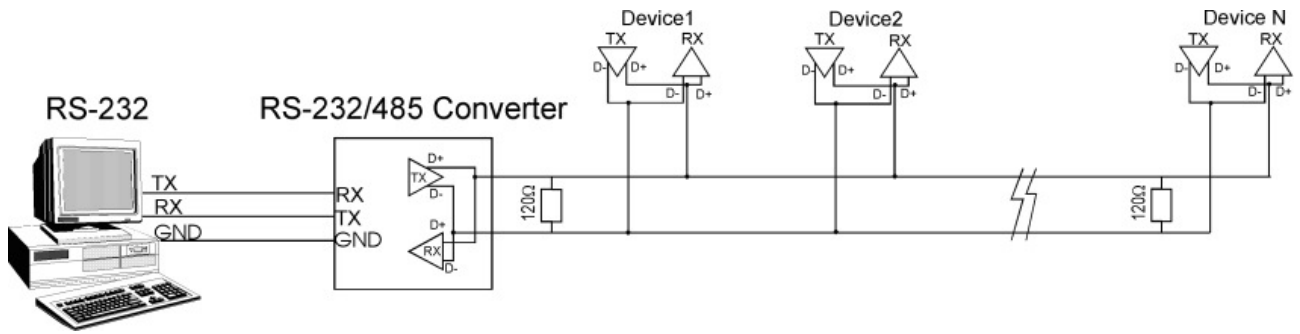 Device1
TX
RX
D-
D+
D-
D+
Device2
TX
RX
D-
D+
D-
D+
Device N
TX
RX
D-
D+
D-
D+
RS-232
RS-232/485 Converter
TX
RX
GND
RX
TX
GND
D+
TX
D-
D+
RX
D-
120Ω
120Ω